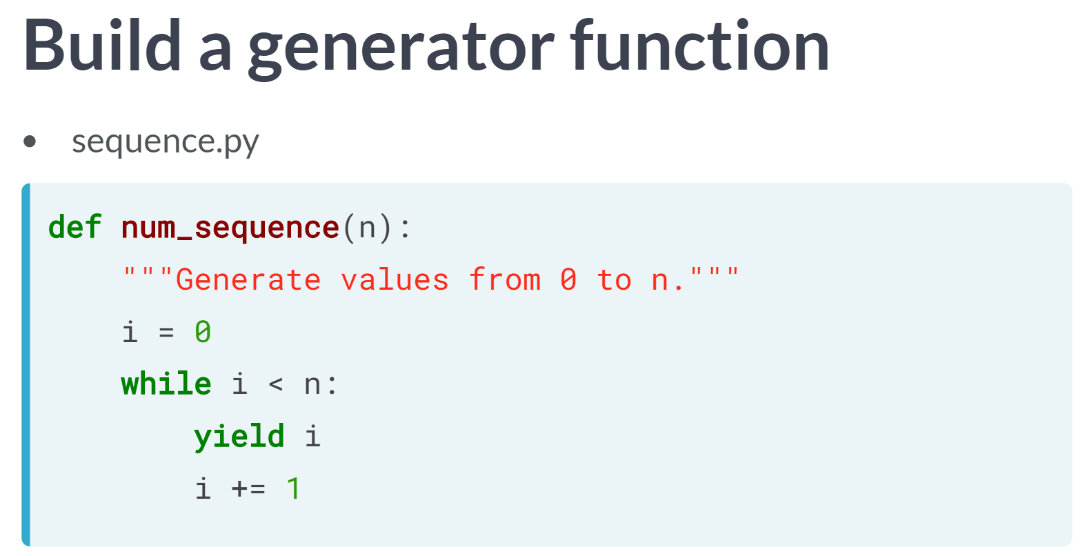 Build a generator function
• sequence.py
def num_sequence(n):
    """Generate values from 0 to n."""
    i = 0
    while i < n:
        yield i
        i += 1